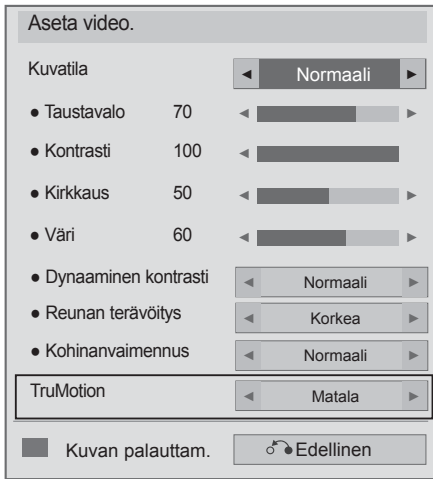 Aseta video.
Kuvatila ◄ Normaali ►
● Taustavalo 70 ◄ ►
● Kontrasti 100 ◄
● Kirkkaus 50 ◄ ►
● Väri 60 ◄ ►
● Dynaaminen kontrasti ◄ Normaali ►
● Reunan terävöitys ◄ Korkea ►
● Kohinanvaimennus ◄ Normaali ►
TruMotion ◄ Matala ►
Kuvan palauttam. Edellinen